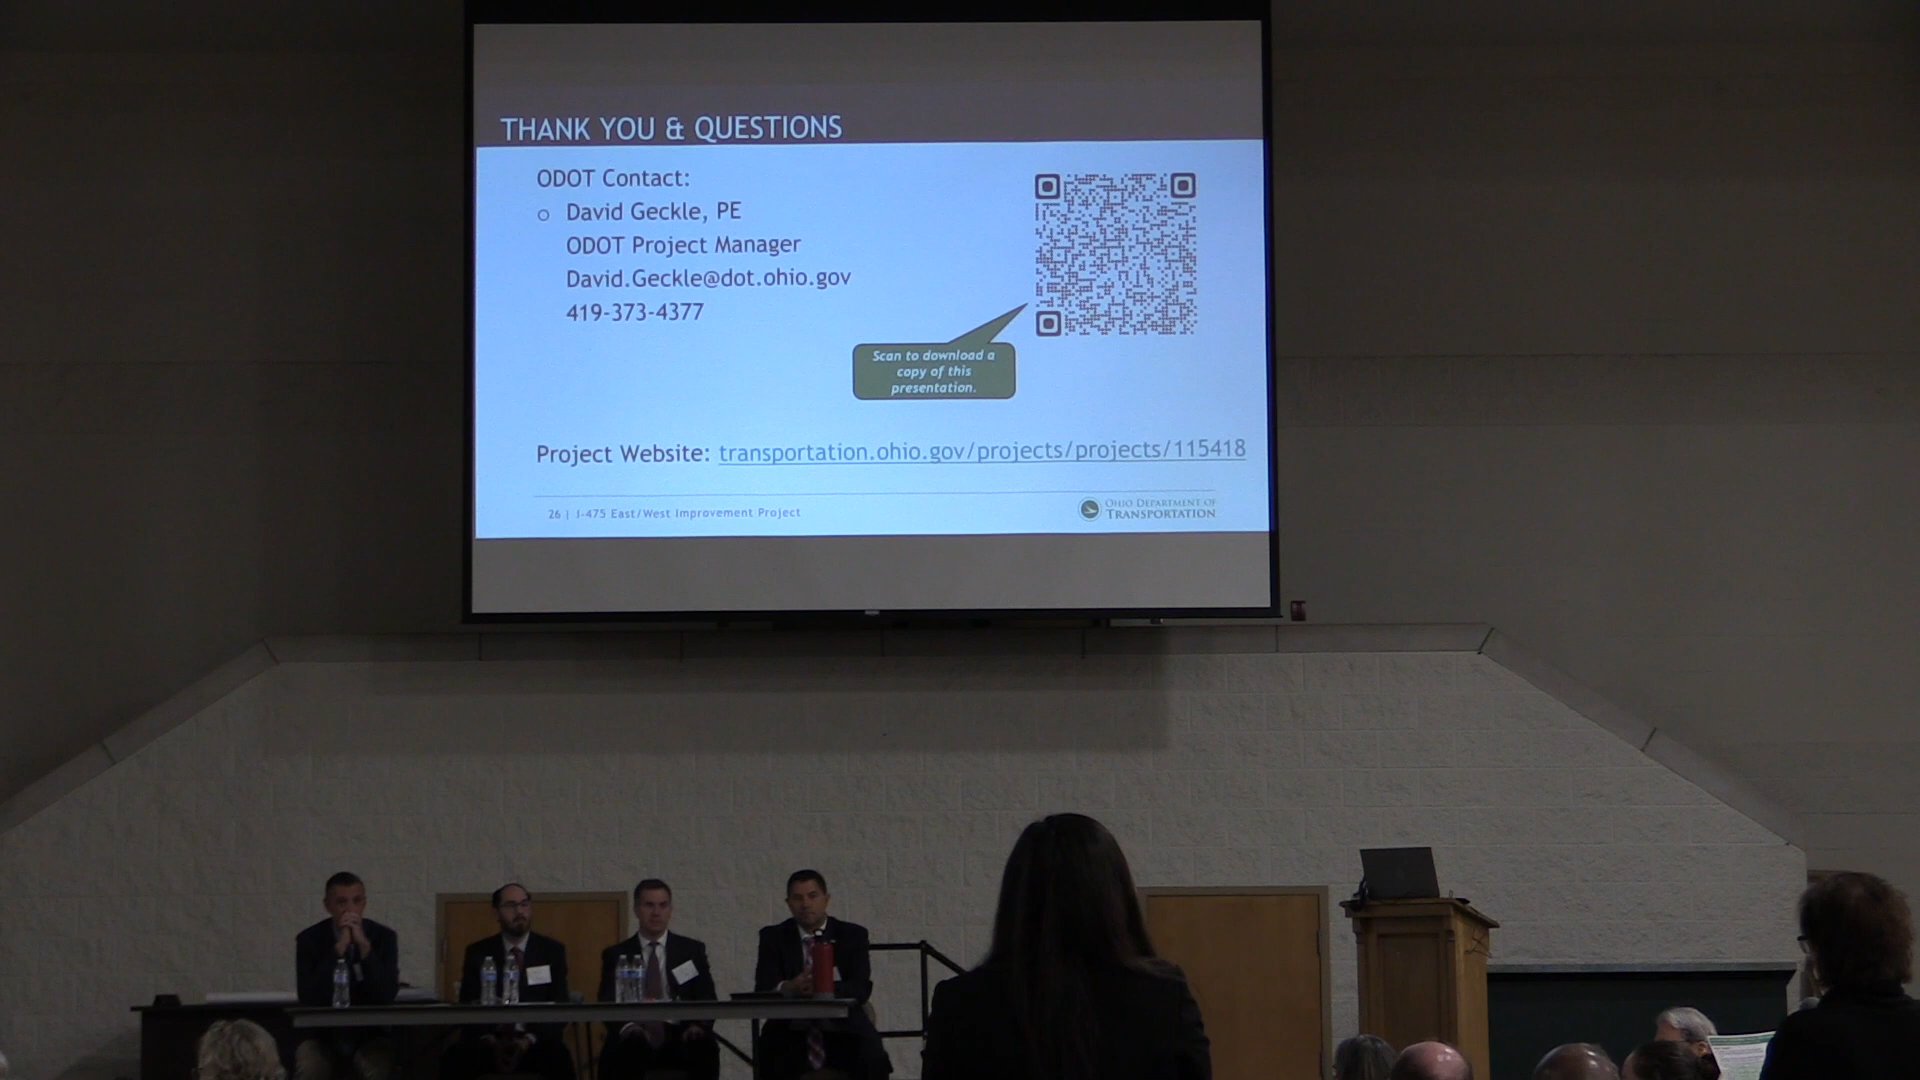 THANK YOU & QUESTIONS
ODOT Contact:
○ David Geckle, PE
ODOT Project Manager
David.Geckle@dot.ohio.gov
419-373-4377
Scan to download a
copy of this
presentation.
Project Website: transportation.ohio.gov/projects/projects/115418
26 | I-475 East/West Improvement Project
OHIO DEPARTMENT OF
TRANSPORTATION